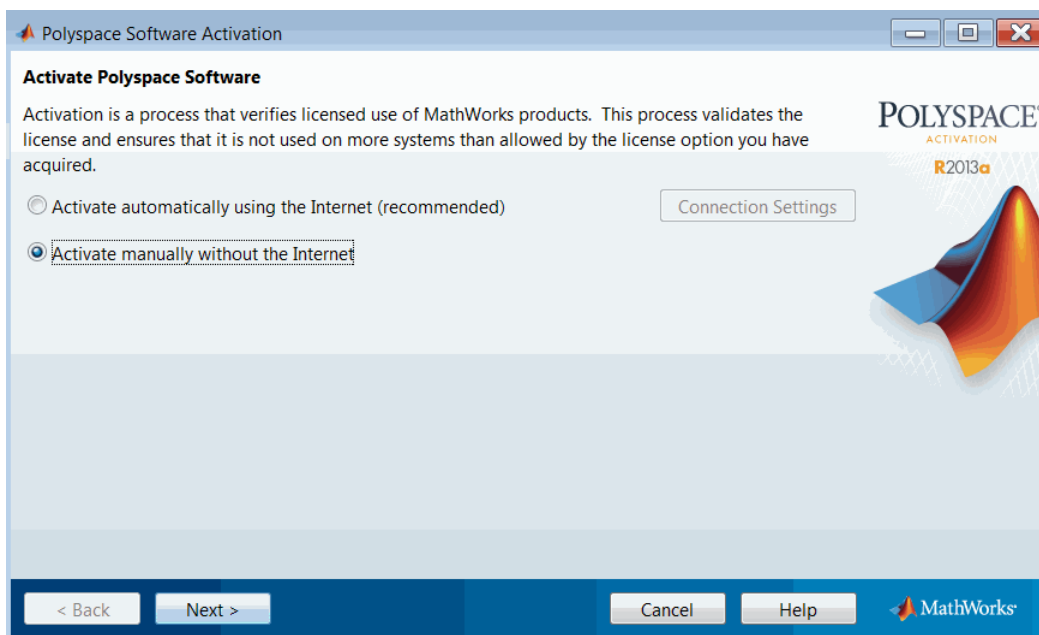 Polyspace Software Activation
Activate Polyspace Software
Activation is a process that verifies licensed use of MathWorks products. This process validates the
license and ensures that it is not used on more systems than allowed by the license option you have
acquired.
POLYSPACE
ACTIVATION
R2013a
Activate automatically using the Internet (recommended)
Connection Settings
Activate manually without the Internet
< Back
Next >
Cancel
Help
MathWorks